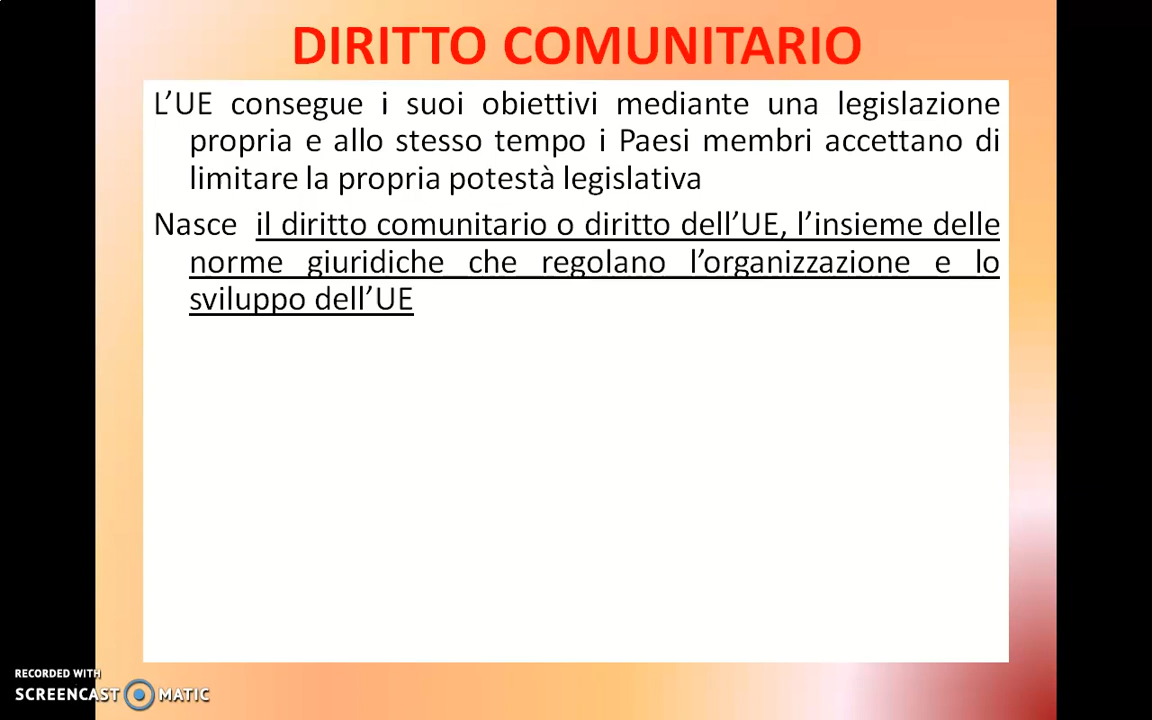 DIRITTO COMUNITARIO
L’UE consegue i suoi obiettivi mediante una legislazione
propria e allo stesso tempo i Paesi membri accettano di
limitare la propria potestà legislativa
Nasce il diritto comunitario o diritto dell’UE, l’insieme delle
norme giuridiche che regolano l’organizzazione e lo
sviluppo dell’UE
RECORDED WITH
SCREENCAST MATIC